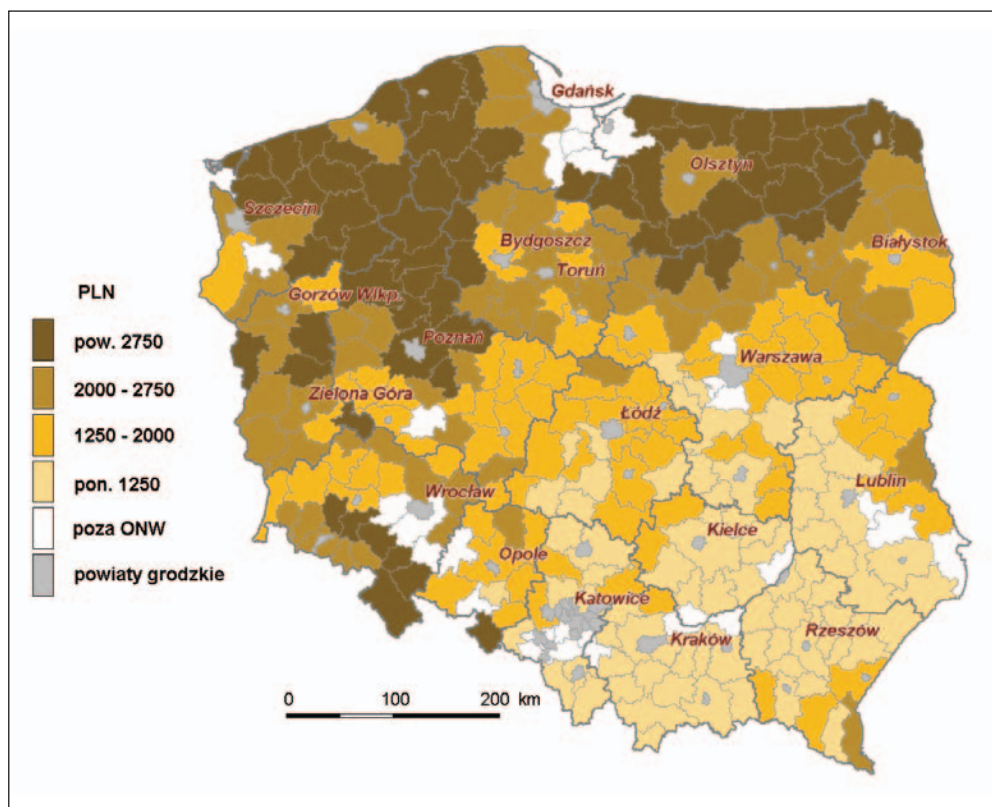 Gdańsk
Olsztyn
Szczecin
Białystok
Bydgoszcz
Toruń
Gorzów Wlkp.
Poznań
Warszawa
Zielona Góra
Łódź
Wrocław
Lublin
Kielce
Opole
Katowice
Kraków
Rzeszów
PLN
pow. 2750
2000 - 2750
1250 - 2000
pon. 1250
poza ONW
powiaty grodzkie
0 100 200 km